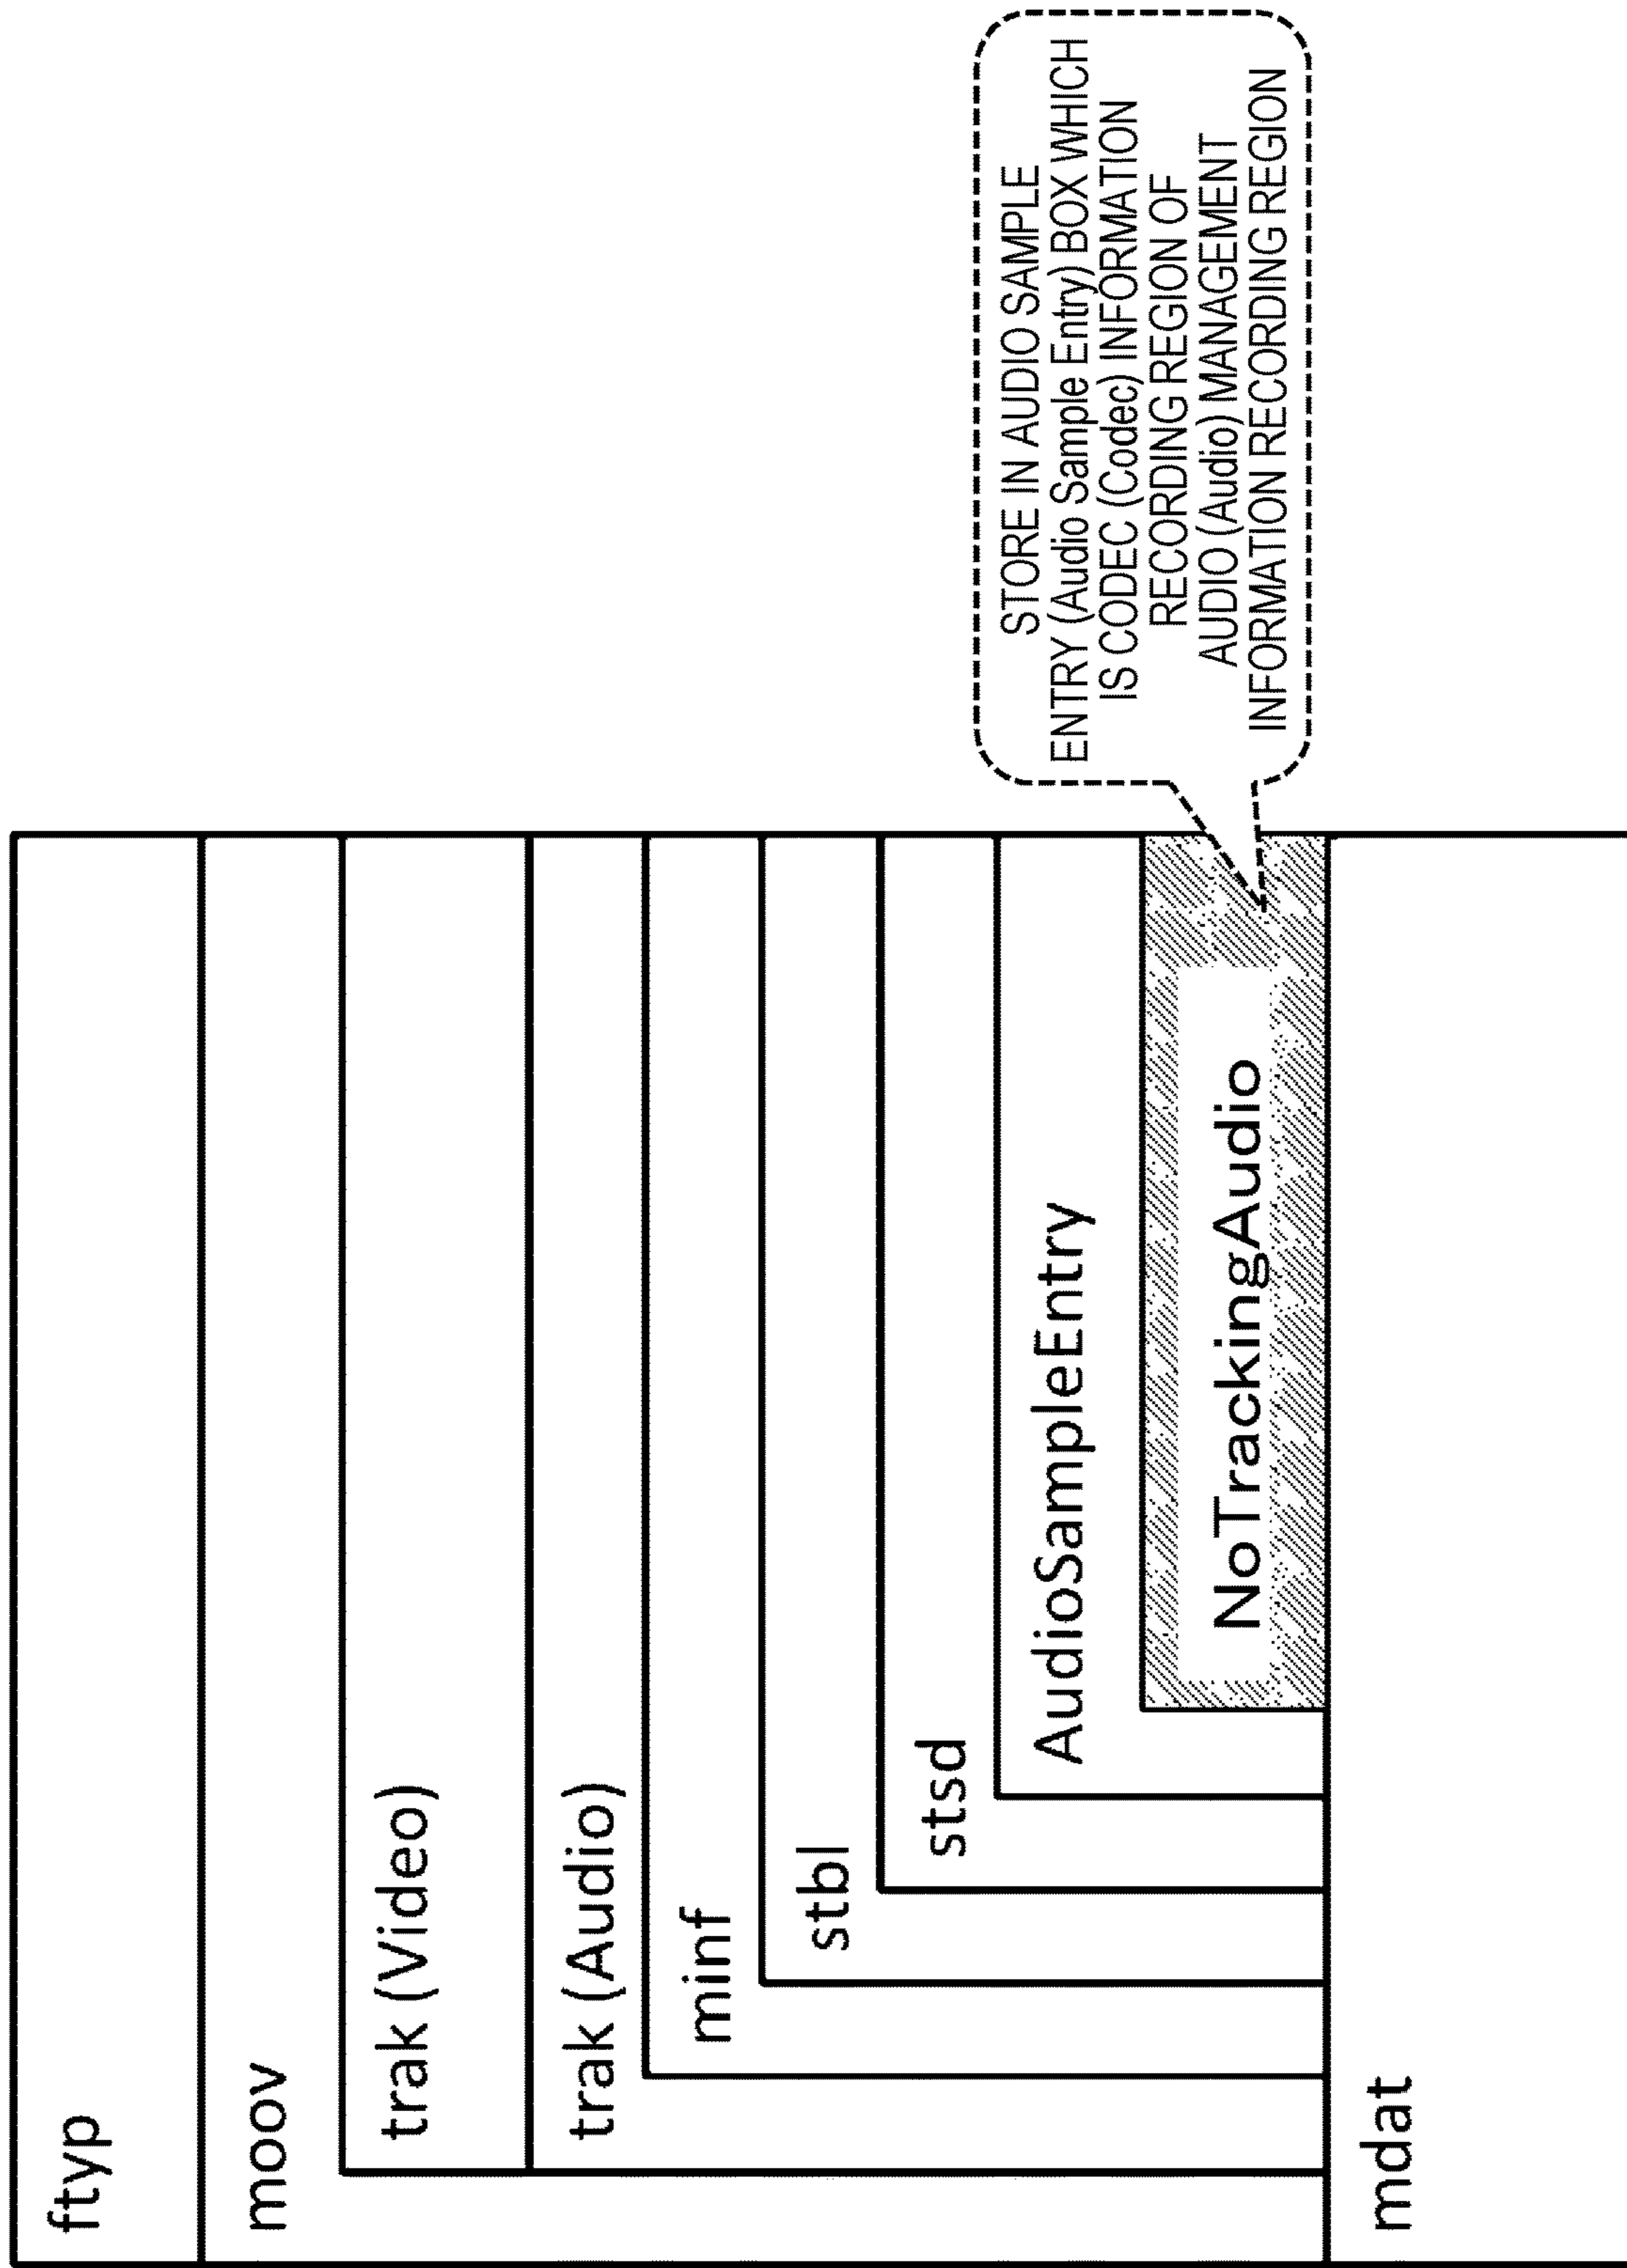 ftyp
moov
trak (Video)
trak (Audio)
minf
stbl
stsd
AudioSampleEntry
NoTrackingAudio
STORE IN AUDIO SAMPLE
ENTRY (Audio Sample Entry) BOX WHICH
IS CODEC (Codec) INFORMATION
RECORDING REGION OF
AUDIO (Audio) MANAGEMENT
INFORMATION RECORDING REGION
mdat